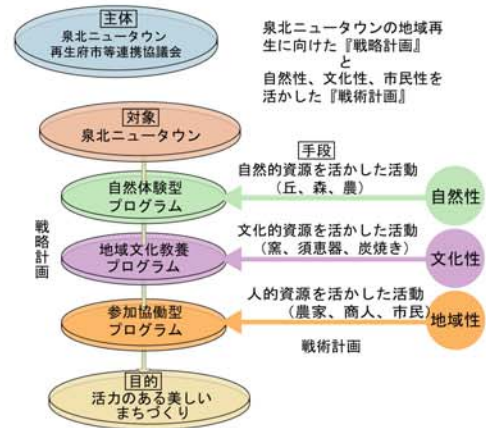 主体
泉北ニュータウン
再生府市等連携協議会
泉北ニュータウンの地域再
生に向けた『戦略計画』
と
自然性、文化性、市民性を
活かした『戦術計画』
対象
泉北ニュータウン
手段
自然的資源を活かした活動
（丘、森、農）
自然体験型
プログラム
自然性
戦略計画
文化的資源を活かした活動
（窯、須恵器、炭焼き）
地域文化教養
プログラム
文化性
人的資源を活かした活動
（農家、商人、市民）
参加協働型
プログラム
地域性
戦術計画
目的
活力のある美しい
まちづくり